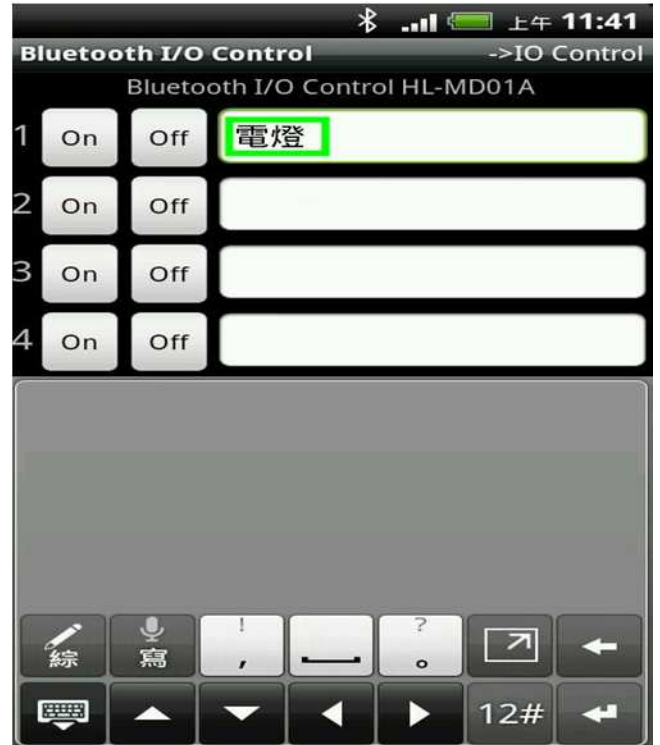 上午 11:41
Bluetooth I/O Control ->IO Control
Bluetooth I/O Control HL-MD01A
1 On Off 電燈
2 On Off
3 On Off
4 On Off
綜 寫 ! , ? 。
12#